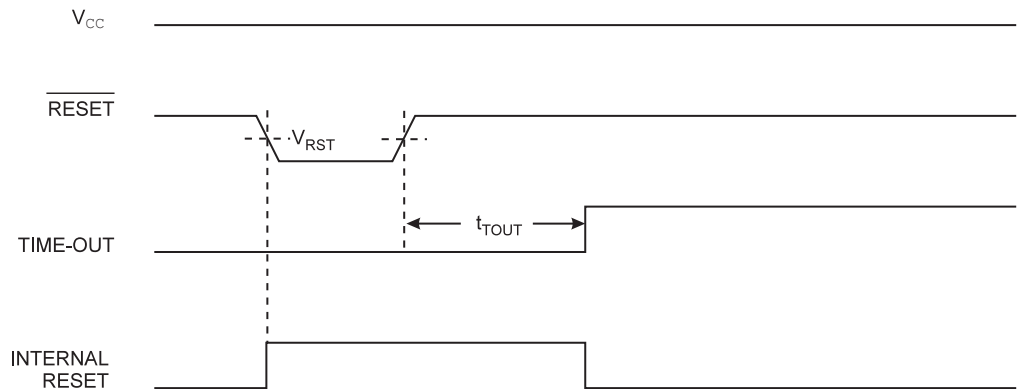 VCC
RESET
VRST
tTOUT
TIME-OUT
INTERNAL
RESET